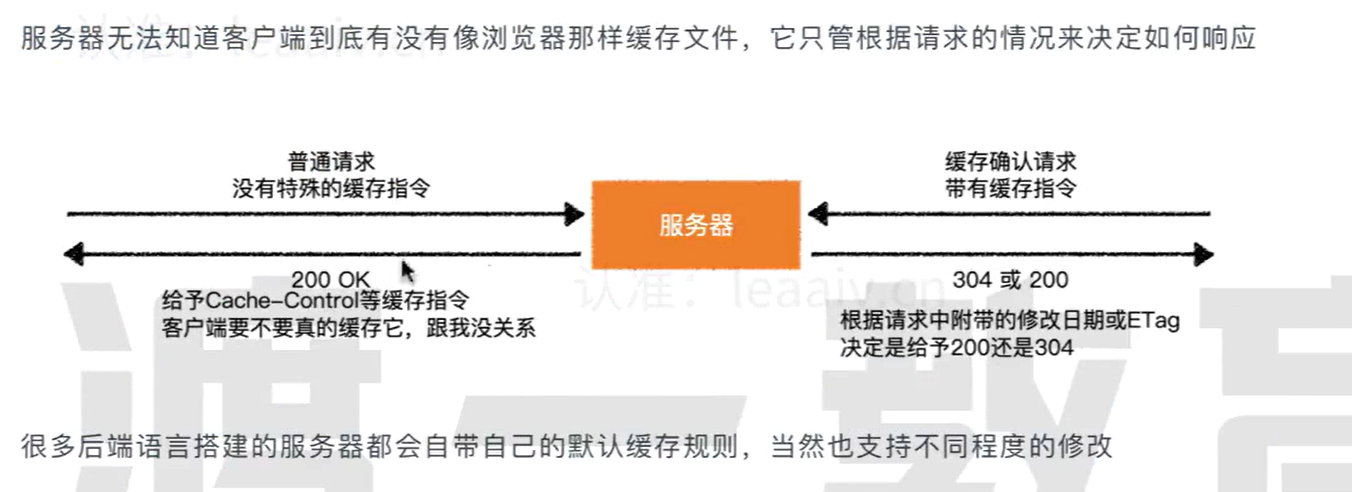 服务器无法知道客户端到底有没有像浏览器那样缓存文件，它只管根据请求的情况来决定如何响应
普通请求
没有特殊的缓存指令
缓存确认请求
带有缓存指令
服务器
200 OK
给予Cache-Control等缓存指令
客户端要不要真的缓存它，跟我没关系
304 或 200
根据请求中附带的修改日期或ETag
决定是给予200还是304
认准：leaaiv.cn
渡一教育
很多后端语言搭建的服务器都会自带自己的默认缓存规则，当然也支持不同程度的修改